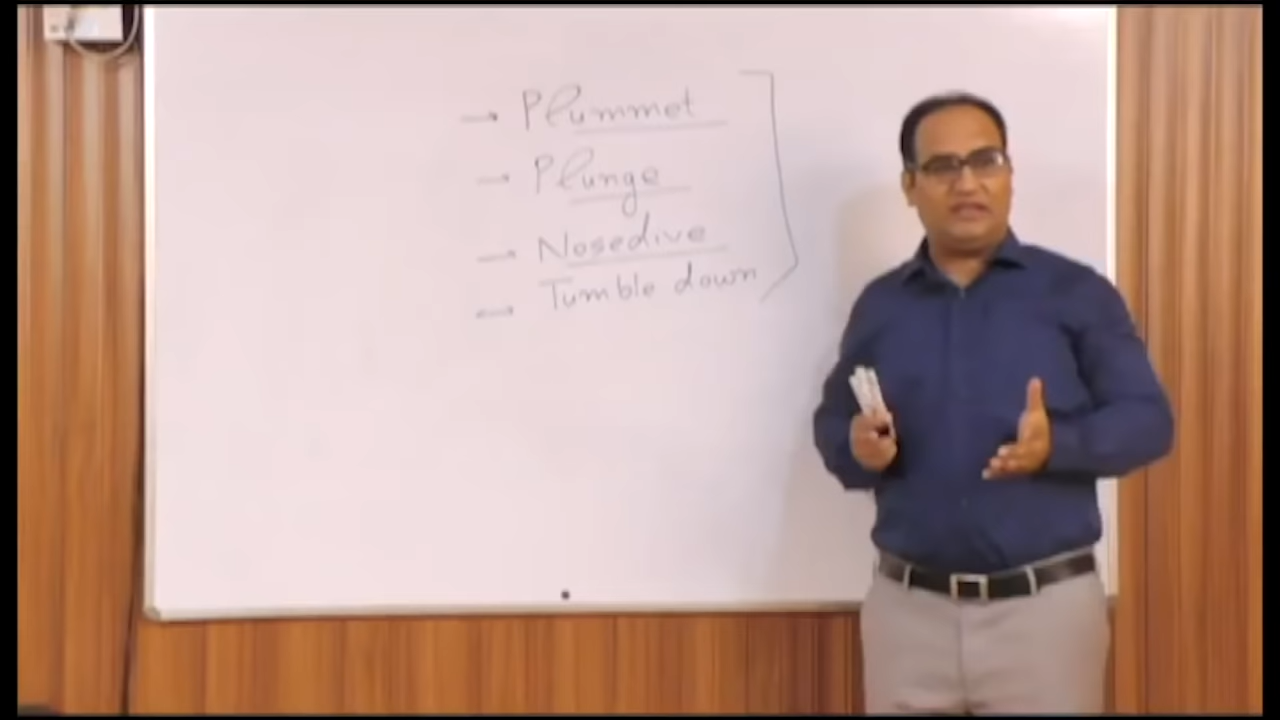 → Plummet
→ Plunge
→ Nosedive
→ Tumble down